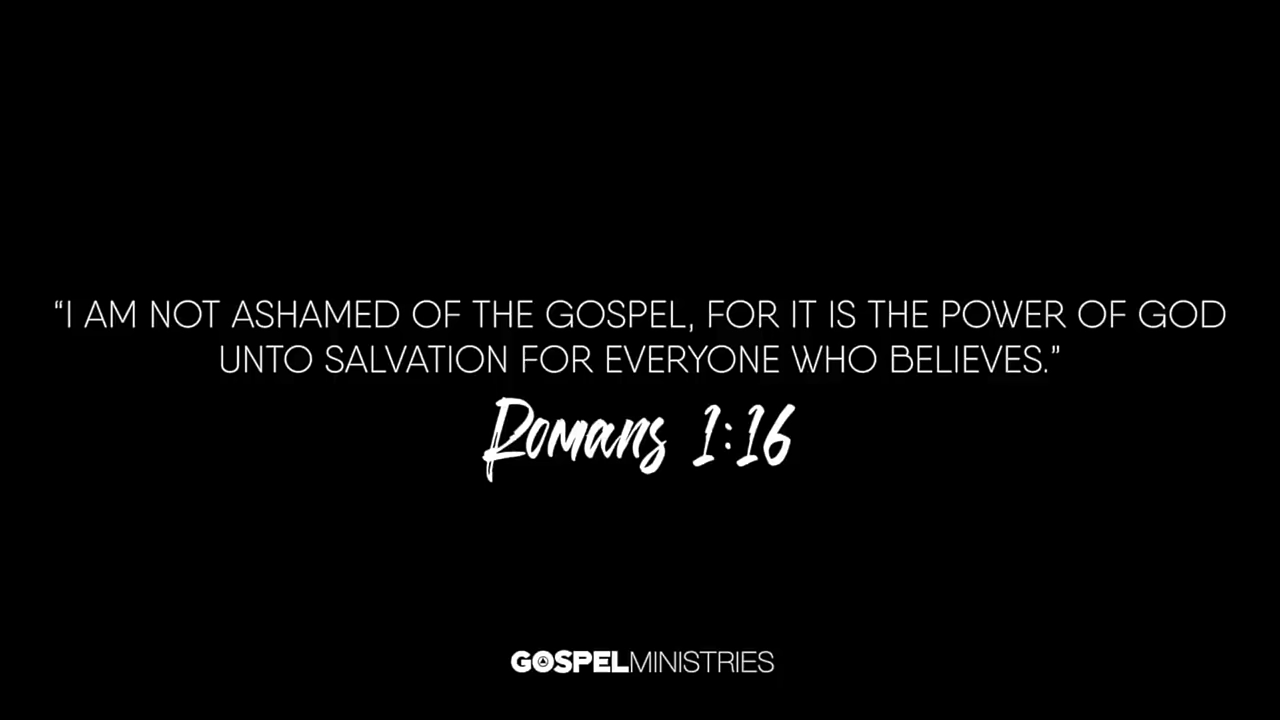 “I AM NOT ASHAMED OF THE GOSPEL, FOR IT IS THE POWER OF GOD
UNTO SALVATION FOR EVERYONE WHO BELIEVES.”
Romans 1:16
GOSPELMINISTRIES